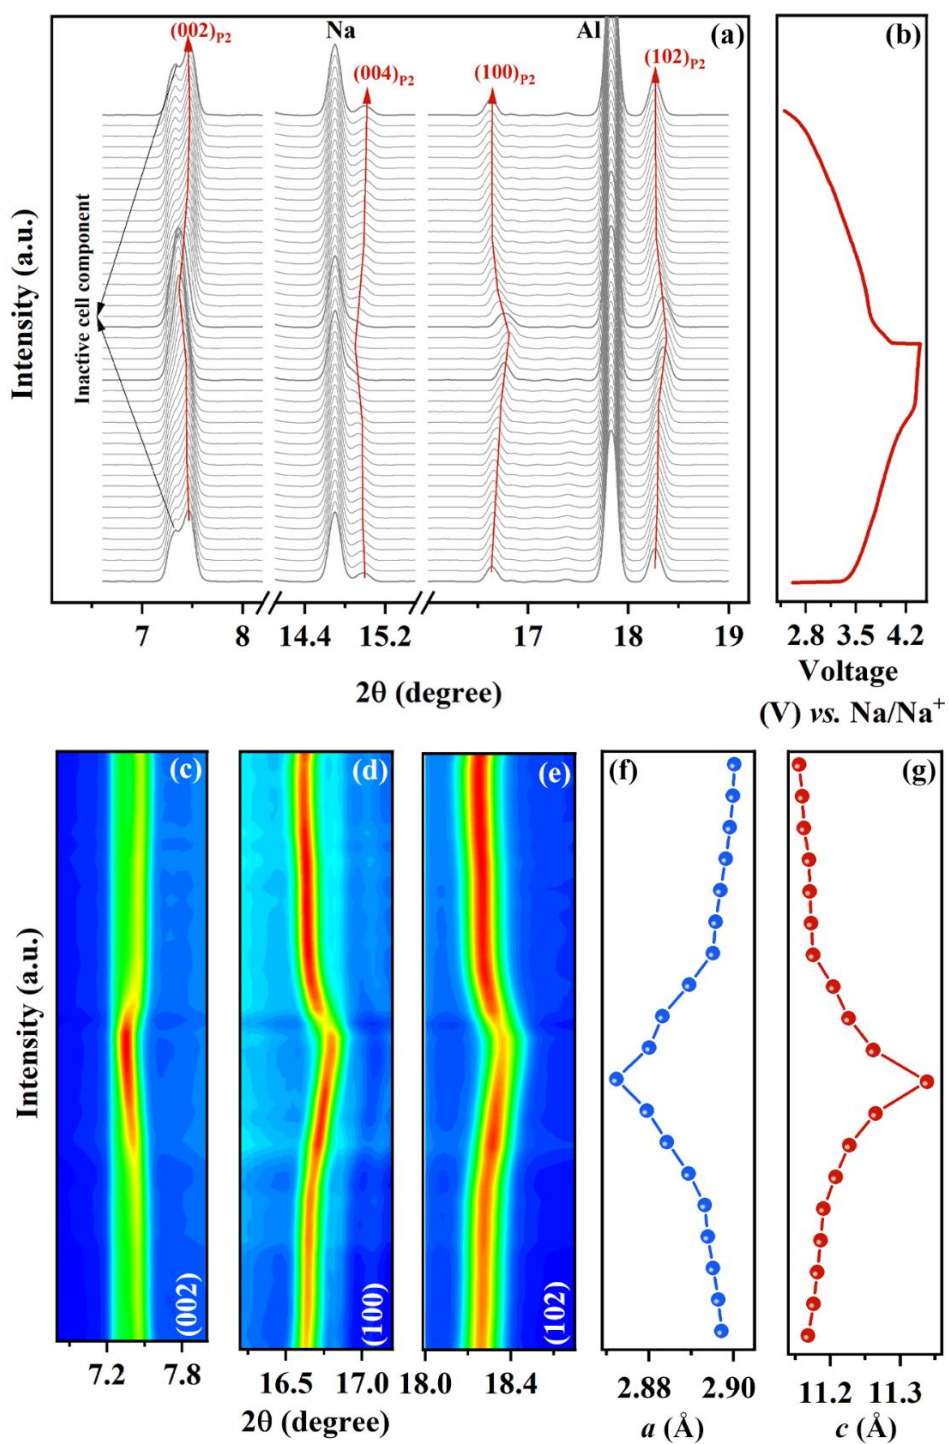 Na Al (a) (b)
(002)P2 (004)P2 (100)P2 (102)P2
Inactive cell component
Intensity (a.u.)
7 8 14.4 15.2 17 18 19
2θ (degree)
2.8 3.5 4.2
Voltage
(V) vs. Na/Na⁺
(c) (d) (e) (f) (g)
Intensity (a.u.)
(002) (100) (102)
7.2 7.8 16.5 17.0 18.0 18.4 2.88 2.90 11.2 11.3
2θ (degree) a (Å) c (Å)